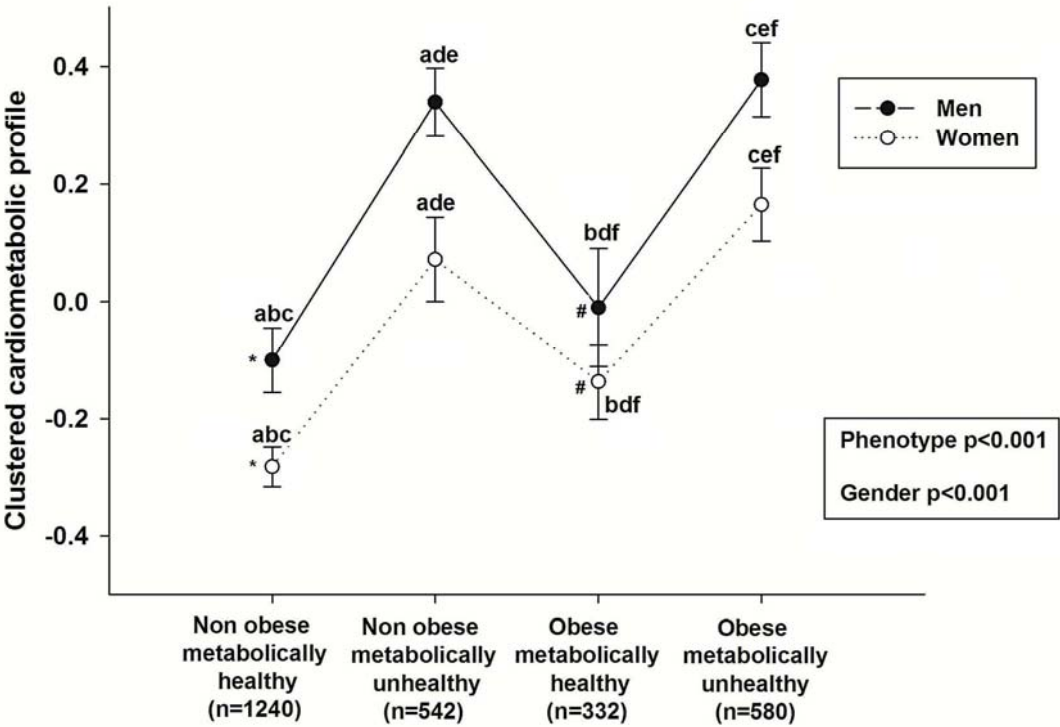 Clustered cardiometabolic profile
0.4
0.2
0.0
-0.2
-0.4
abc
*
abc
*
ade
ade
bdf
#
#
bdf
cef
cef
Men
Women
Phenotype p<0.001
Gender p<0.001
Non obese
metabolically
healthy
(n=1240)
Non obese
metabolically
unhealthy
(n=542)
Obese
metabolically
healthy
(n=332)
Obese
metabolically
unhealthy
(n=580)